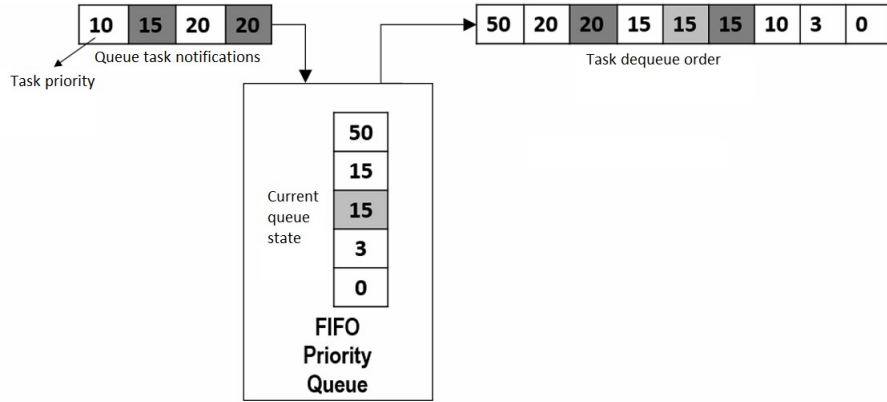 10 15 20 20
50 20 20 15 15 15 10 3 0
Queue task notifications
Task dequeue order
Task priority
50
15
15
3
0
Current
queue
state
FIFO
Priority
Queue